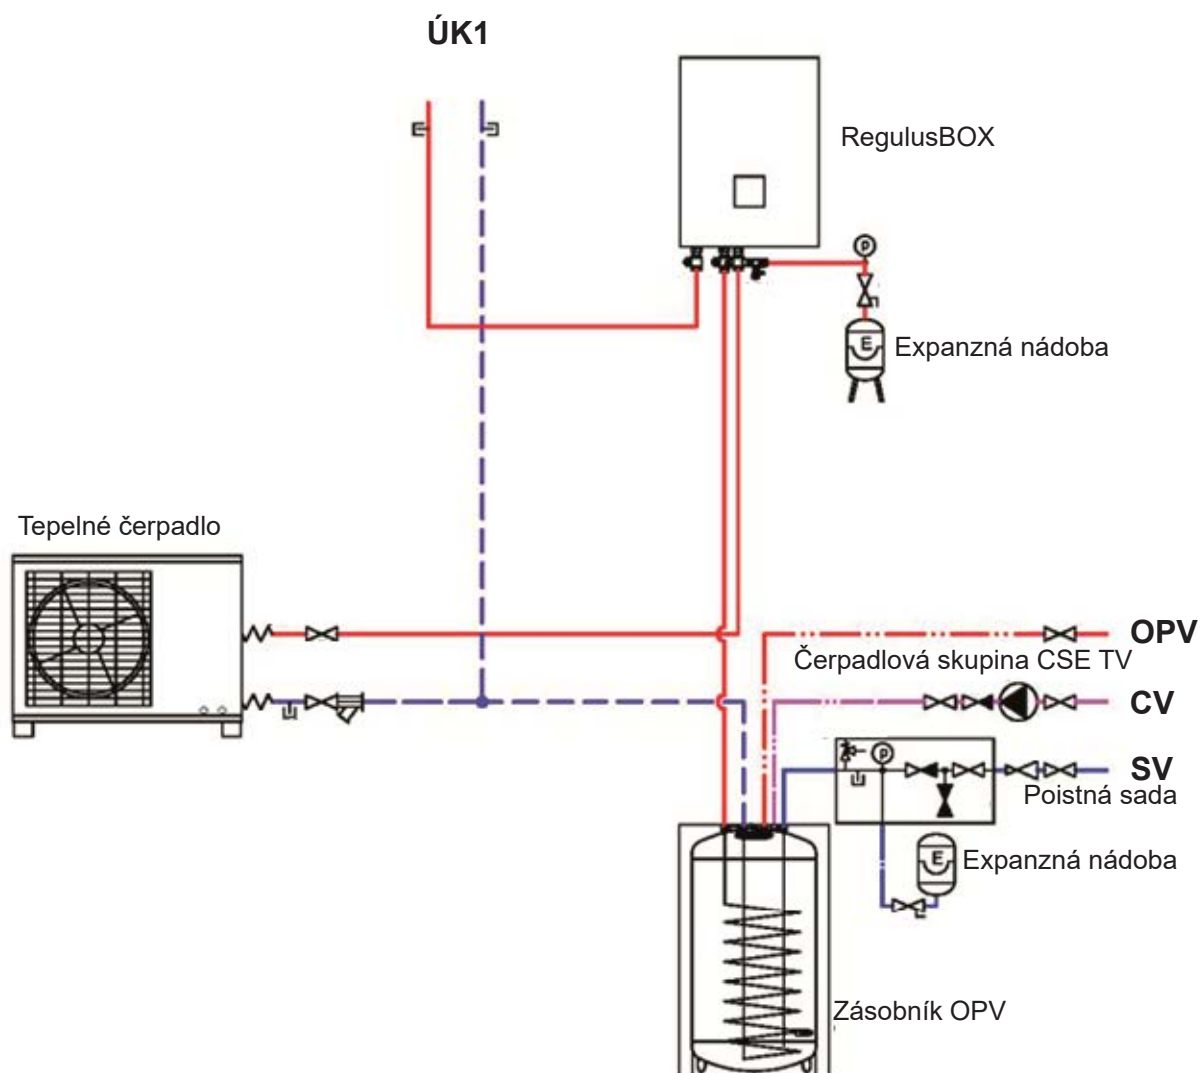 ÚK1
RegulusBOX
P
E
Expanzná nádoba
Tepelné čerpadlo
OPV
Čerpadlová skupina CSE TV
CV
P
SV
Poistná sada
E
Expanzná nádoba
Zásobník OPV